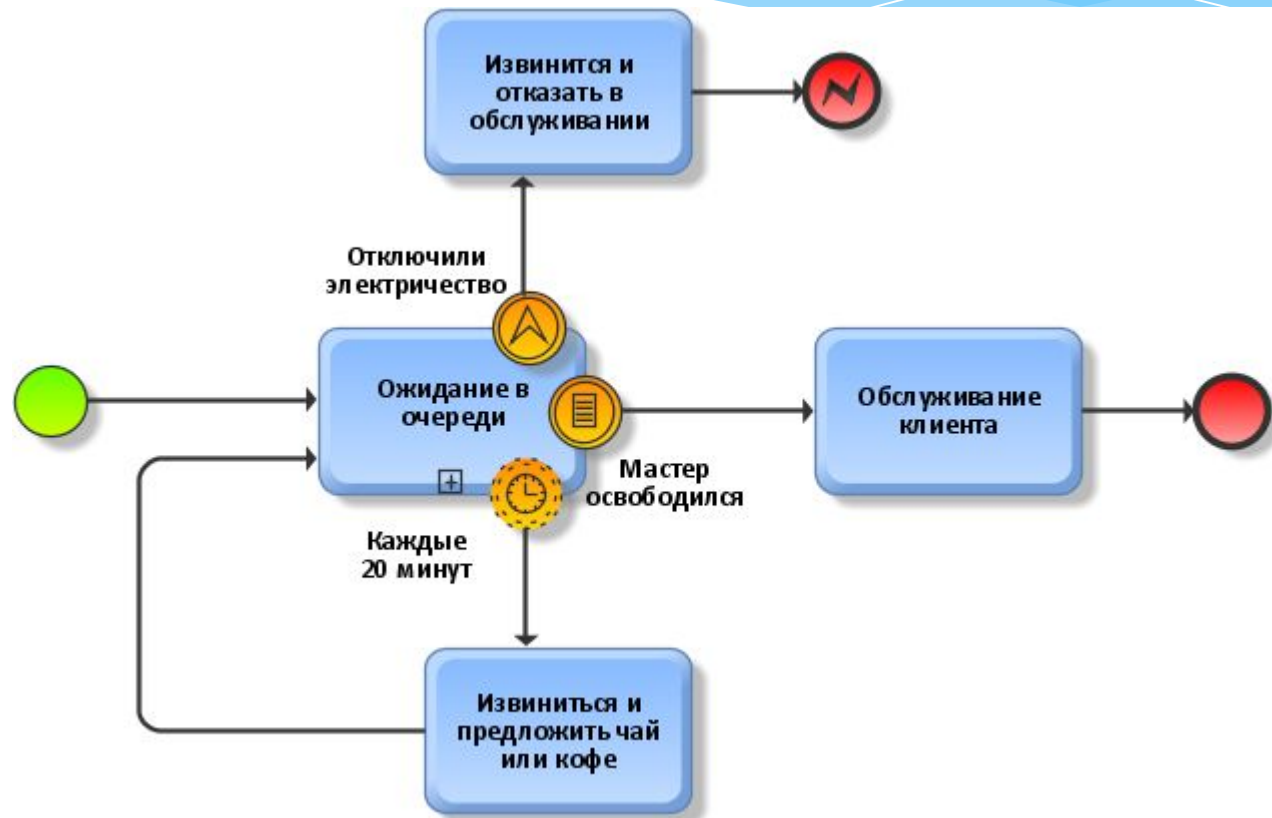 Извинится и
отказать в
обслуживании
Отключили
электричество
Ожидание в
очереди
Обслуживание
клиента
Мастер
освободился
Каждые
20 минут
Извиниться и
предложить чай
или кофе